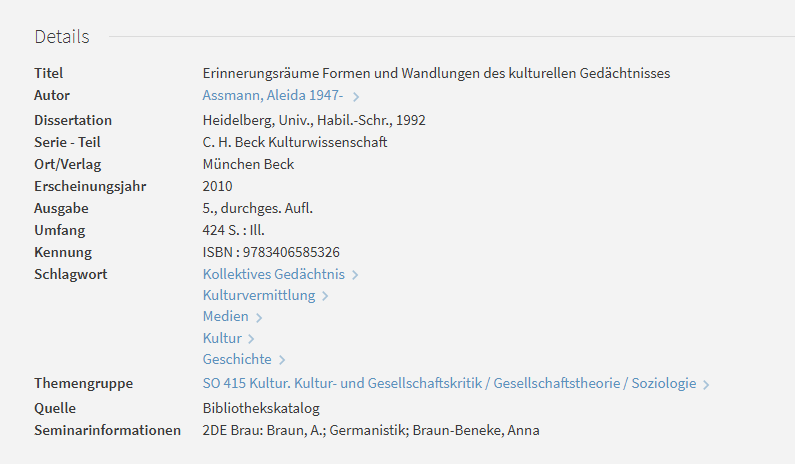 Details
Titel Erinnerungsräume Formen und Wandlungen des kulturellen Gedächtnisses
Autor Assmann, Aleida 1947-
Dissertation Heidelberg, Univ., Habil.-Schr., 1992
Serie - Teil C. H. Beck Kulturwissenschaft
Ort/Verlag München Beck
Erscheinungsjahr 2010
Ausgabe 5., durchges. Aufl.
Umfang 424 S. : Ill.
Kennung ISBN : 9783406585326
Schlagwort Kollektives Gedächtnis
Kulturvermittlung
Medien
Kultur
Geschichte
Themengruppe SO 415 Kultur. Kultur- und Gesellschaftskritik / Gesellschaftstheorie / Soziologie
Quelle Bibliothekskatalog
Seminarinformationen 2DE Brau: Braun, A.; Germanistik; Braun-Beneke, Anna